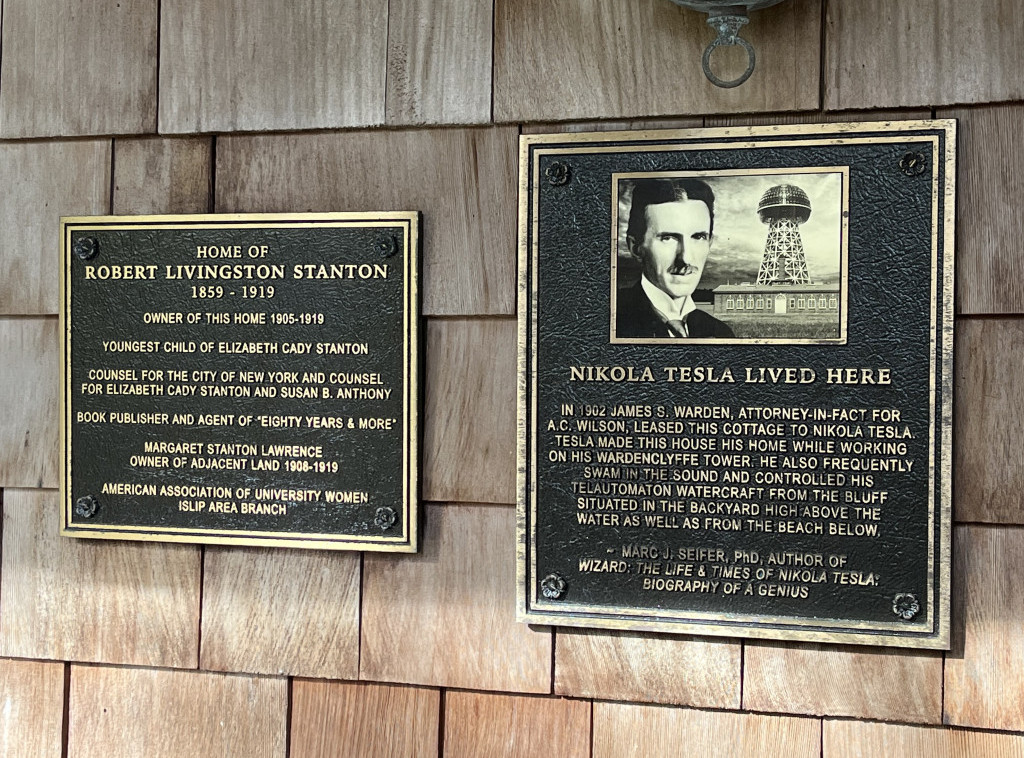 HOME OF
ROBERT LIVINGSTON STANTON
1859 - 1919
OWNER OF THIS HOME 1905-1919
YOUNGEST CHILD OF ELIZABETH CADY STANTON
COUNSEL FOR THE CITY OF NEW YORK AND COUNSEL
FOR ELIZABETH CADY STANTON AND SUSAN B. ANTHONY
BOOK PUBLISHER AND AGENT OF "EIGHTY YEARS & MORE"
MARGARET STANTON LAWRENCE
OWNER OF ADJACENT LAND 1908-1919
AMERICAN ASSOCIATION OF UNIVERSITY WOMEN
ISLIP AREA BRANCH
NIKOLA TESLA LIVED HERE
IN 1902 JAMES S. WARDEN, ATTORNEY-IN-FACT FOR
A.C. WILSON, LEASED THIS COTTAGE TO NIKOLA TESLA.
TESLA MADE THIS HOUSE HIS HOME WHILE WORKING
ON HIS WARDENCLYFFE TOWER. HE ALSO FREQUENTLY
SWAM IN THE SOUND AND CONTROLLED HIS
TELAUTOMATON WATERCRAFT FROM THE BLUFF
SITUATED IN THE BACKYARD HIGH ABOVE THE
WATER AS WELL AS FROM THE BEACH BELOW.
~ MARC J. SEIFER, PhD, AUTHOR OF
WIZARD: THE LIFE & TIMES OF NIKOLA TESLA:
BIOGRAPHY OF A GENIUS